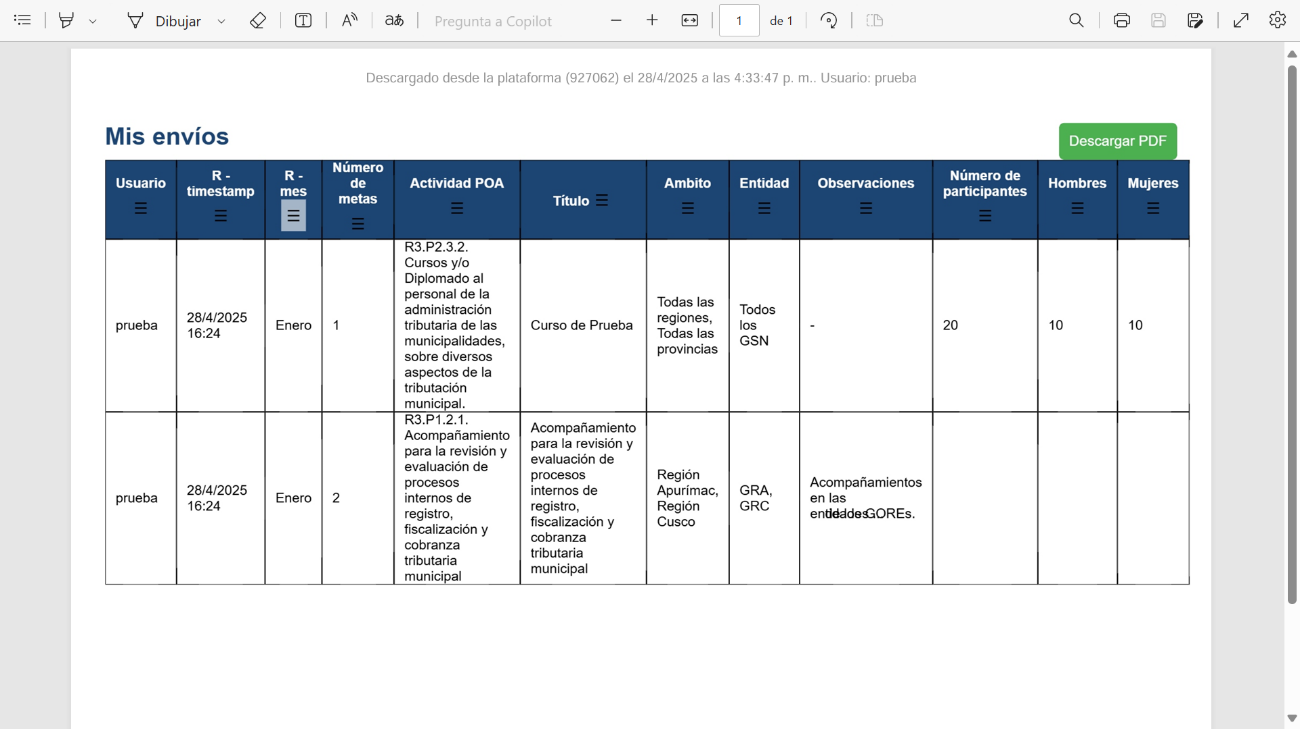 Dibujar
Pregunta a Copilot
1
de 1
Descargado desde la plataforma (927062) el 28/4/2025 a las 4:33:47 p. m.. Usuario: prueba
Mis envíos
Descargar PDF
Usuario
R -
timestamp
R -
mes
Número
de
metas
Actividad POA
Título
Ambito
Entidad
Observaciones
Número de
participantes
Hombres
Mujeres
prueba
28/4/2025
16:24
Enero
1
R3.P2.3.2.
Cursos y/o
Diplomado al
personal de la
administración
tributaria de las
municipalidades,
sobre diversos
aspectos de la
tributación
municipal.
Curso de Prueba
Todas las
regiones,
Todas las
provincias
Todos
los
GSN
-
20
10
10
prueba
28/4/2025
16:24
Enero
2
R3.P1.2.1.
Acompañamiento
para la revisión y
evaluación de
procesos
internos de
registro,
fiscalización y
cobranza
tributaria
municipal
Acompañamiento
para la revisión y
evaluación de
procesos
internos de
registro,
fiscalización y
cobranza
tributaria
municipal
Región
Apurímac,
Región
Cusco
GRA,
GRC
Acompañamientos
en las
GOREs.